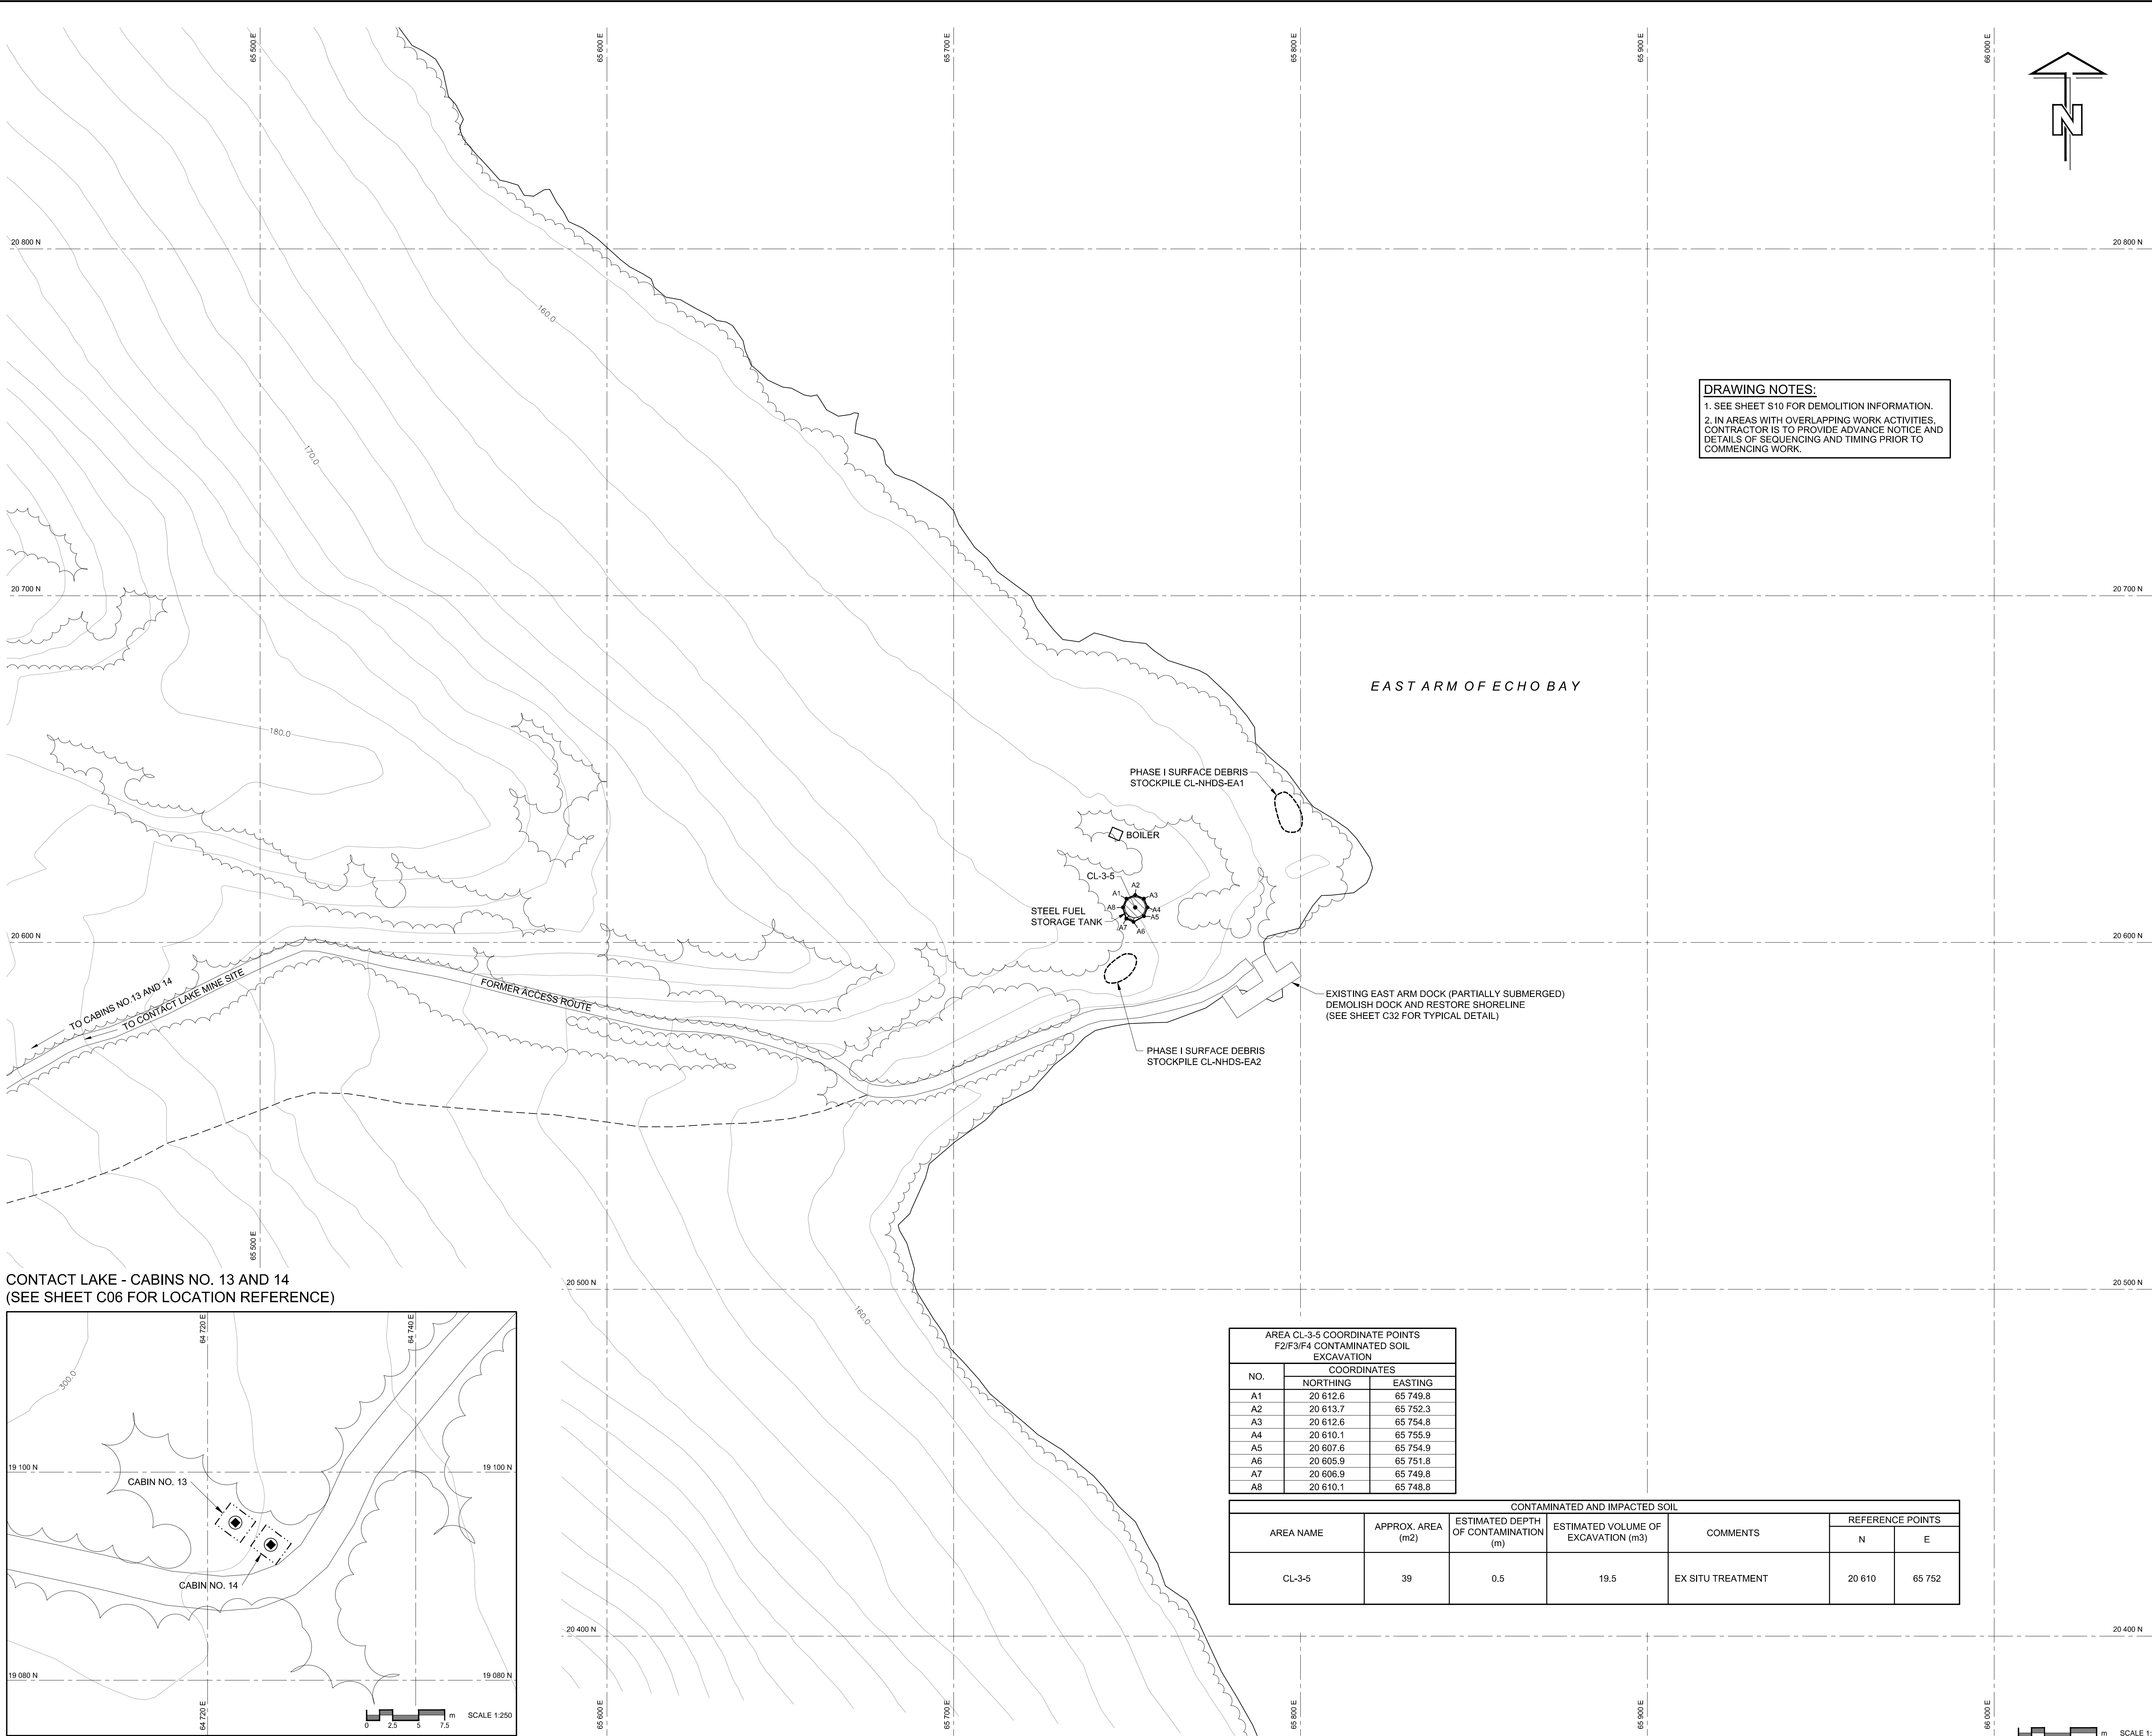 65 500 E
65 600 E
65 700 E
65 800 E
65 900 E
66 000 E
N
20 800 N
20 800 N
160.0
DRAWING NOTES:
1. SEE SHEET S10 FOR DEMOLITION INFORMATION.
2. IN AREAS WITH OVERLAPPING WORK ACTIVITIES,
CONTRACTOR IS TO PROVIDE ADVANCE NOTICE AND
DETAILS OF SEQUENCING AND TIMING PRIOR TO
COMMENCING WORK.
170.0
20 700 N
20 700 N
EAST ARM OF ECHO BAY
180.0
PHASE I SURFACE DEBRIS
STOCKPILE CL-NHDS-EA1
BOILER
CL-3-5
A2
A1
A3
A8
A4
A5
A7
A6
STEEL FUEL
STORAGE TANK
20 600 N
20 600 N
TO CABINS NO.13 AND 14
TO CONTACT LAKE MINE SITE
FORMER ACCESS ROUTE
EXISTING EAST ARM DOCK (PARTIALLY SUBMERGED)
DEMOLISH DOCK AND RESTORE SHORELINE
(SEE SHEET C32 FOR TYPICAL DETAIL)
PHASE I SURFACE DEBRIS
STOCKPILE CL-NHDS-EA2
65 500 E
CONTACT LAKE - CABINS NO. 13 AND 14
(SEE SHEET C06 FOR LOCATION REFERENCE)
20 500 N
20 500 N
160.0
64 720 E
64 740 E
300.0
19 100 N
19 100 N
CABIN NO. 13
CABIN NO. 14
19 080 N
19 080 N
64 720 E
0 2.5 5 7.5 m SCALE 1:250
AREA CL-3-5 COORDINATE POINTS
F2/F3/F4 CONTAMINATED SOIL
EXCAVATION
NO. COORDINATES
NORTHING EASTING
A1 20 612.6 65 749.8
A2 20 613.7 65 752.3
A3 20 612.6 65 754.8
A4 20 610.1 65 755.9
A5 20 607.6 65 754.9
A6 20 605.9 65 751.8
A7 20 606.9 65 749.8
A8 20 610.1 65 748.8
CONTAMINATED AND IMPACTED SOIL
AREA NAME APPROX. AREA (m2) ESTIMATED DEPTH OF CONTAMINATION (m) ESTIMATED VOLUME OF EXCAVATION (m3) COMMENTS REFERENCE POINTS
N E
CL-3-5 39 0.5 19.5 EX SITU TREATMENT 20 610 65 752
20 400 N
20 400 N
65 600 E
65 700 E
65 800 E
65 900 E
66 000 E
m SCALE 1: